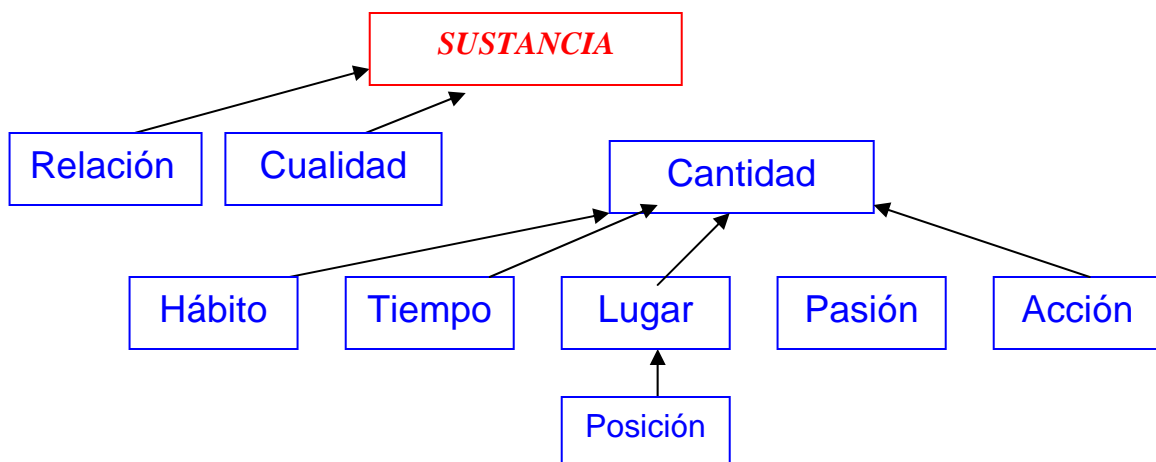 SUSTANCIA
Relación
Cualidad
Cantidad
Hábito
Tiempo
Lugar
Pasión
Acción
Posición